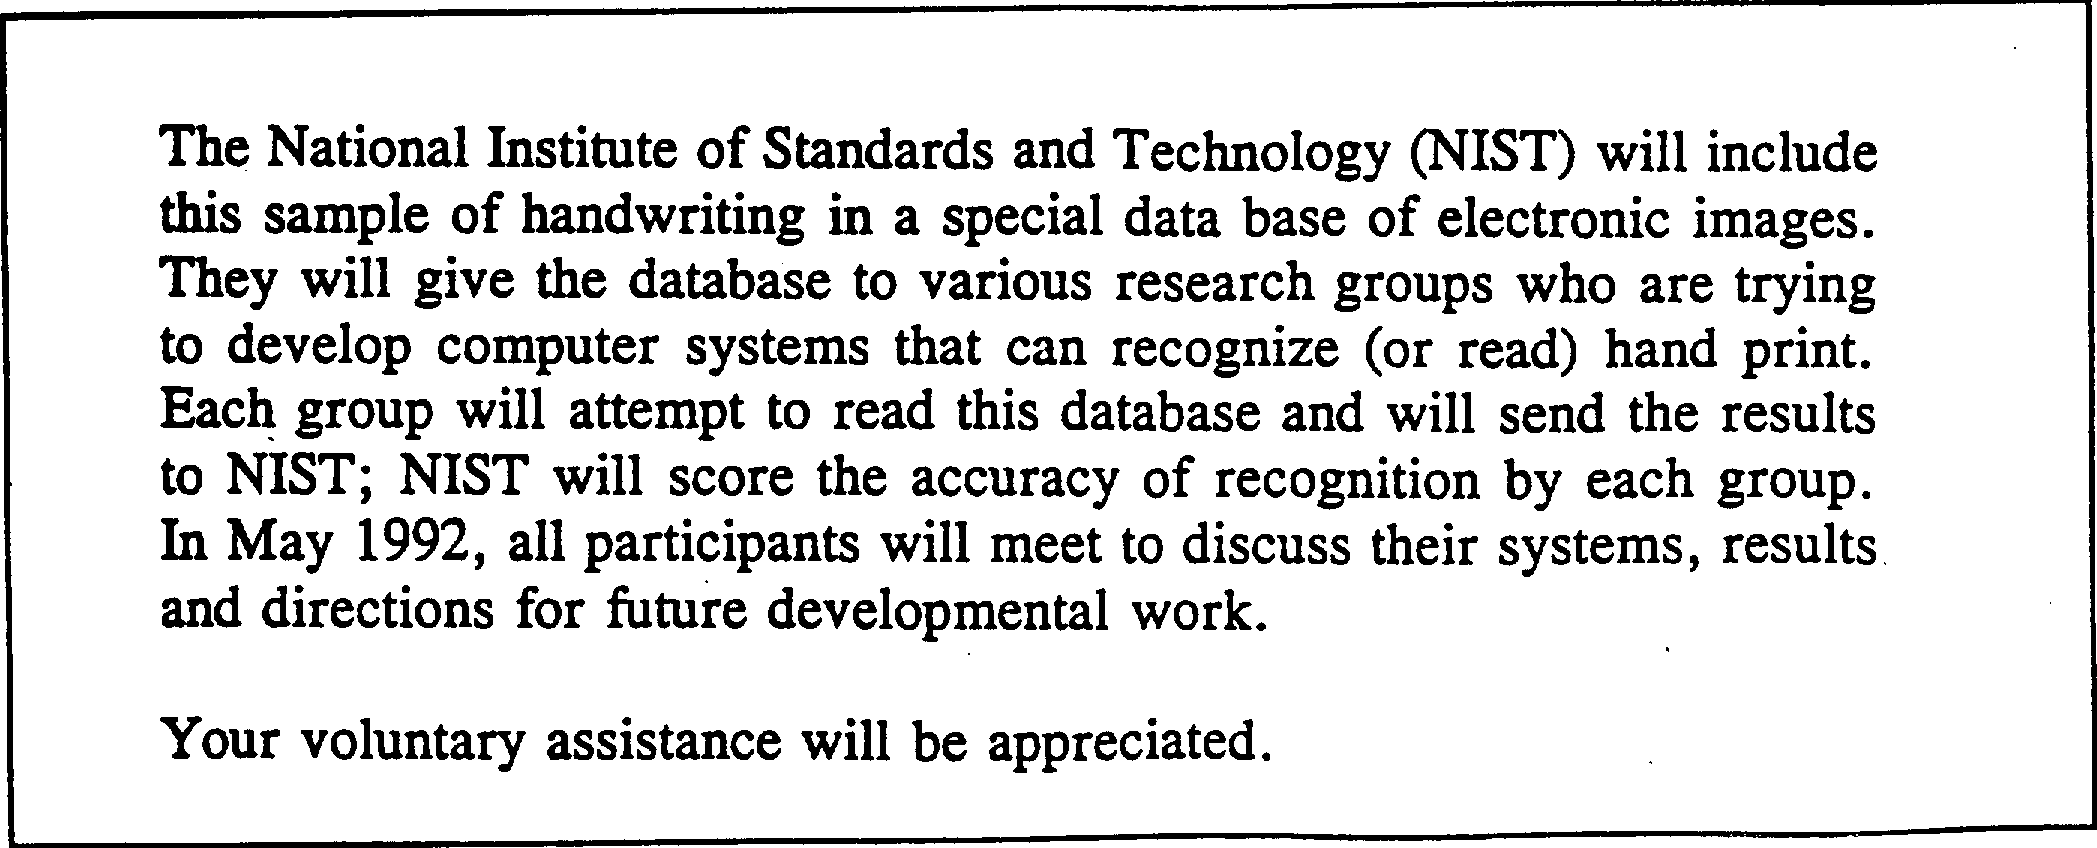 The National Institute of Standards and Technology (NIST) will include
this sample of handwriting in a special data base of electronic images.
They will give the database to various research groups who are trying
to develop computer systems that can recognize (or read) hand print.
Each group will attempt to read this database and will send the results
to NIST; NIST will score the accuracy of recognition by each group.
In May 1992, all participants will meet to discuss their systems, results
and directions for future developmental work.
Your voluntary assistance will be appreciated.